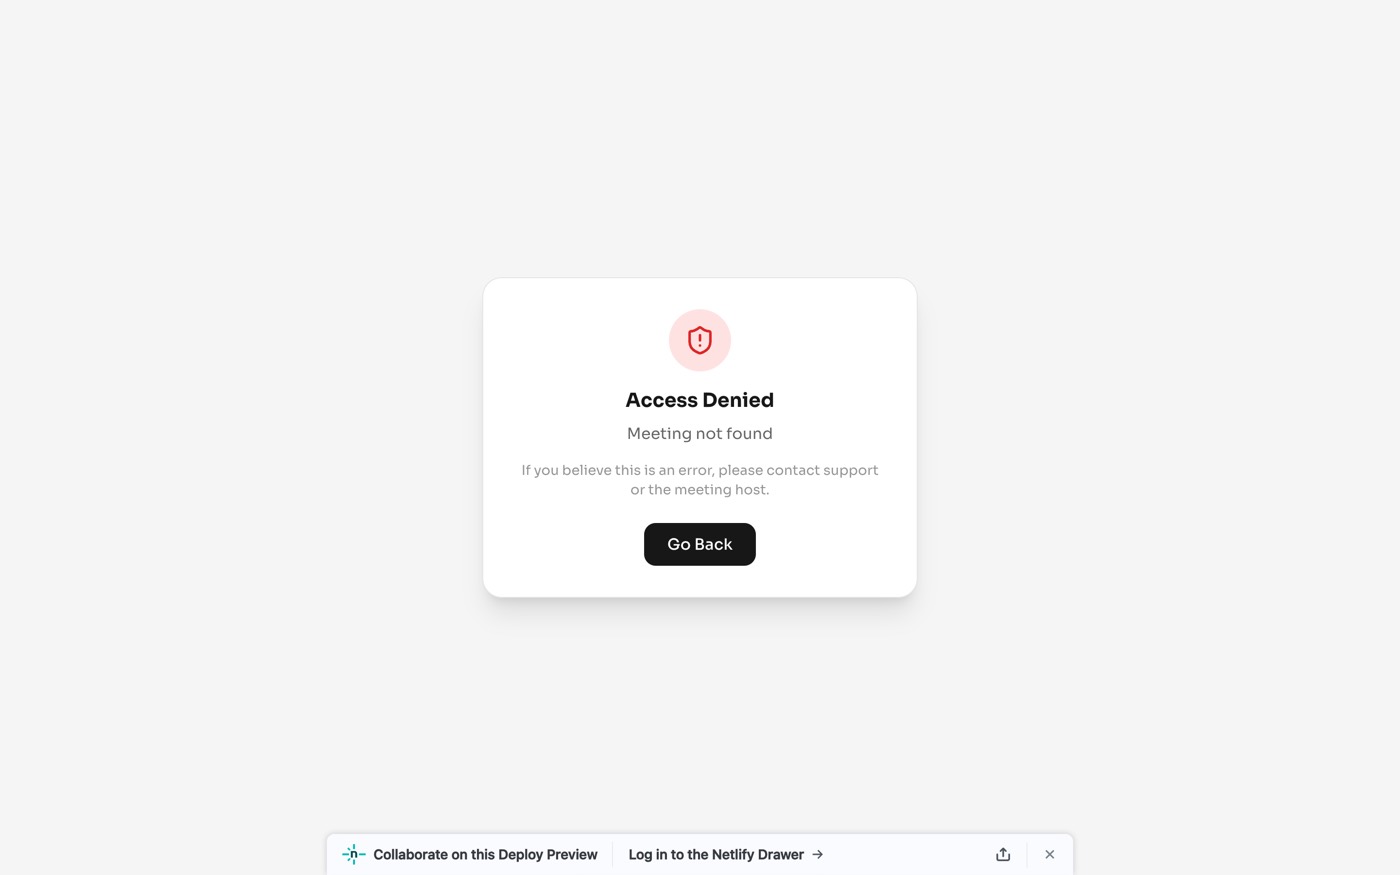 Access Denied
Meeting not found
If you believe this is an error, please contact support
or the meeting host.
Go Back
Collaborate on this Deploy Preview
Log in to the Netlify Drawer →